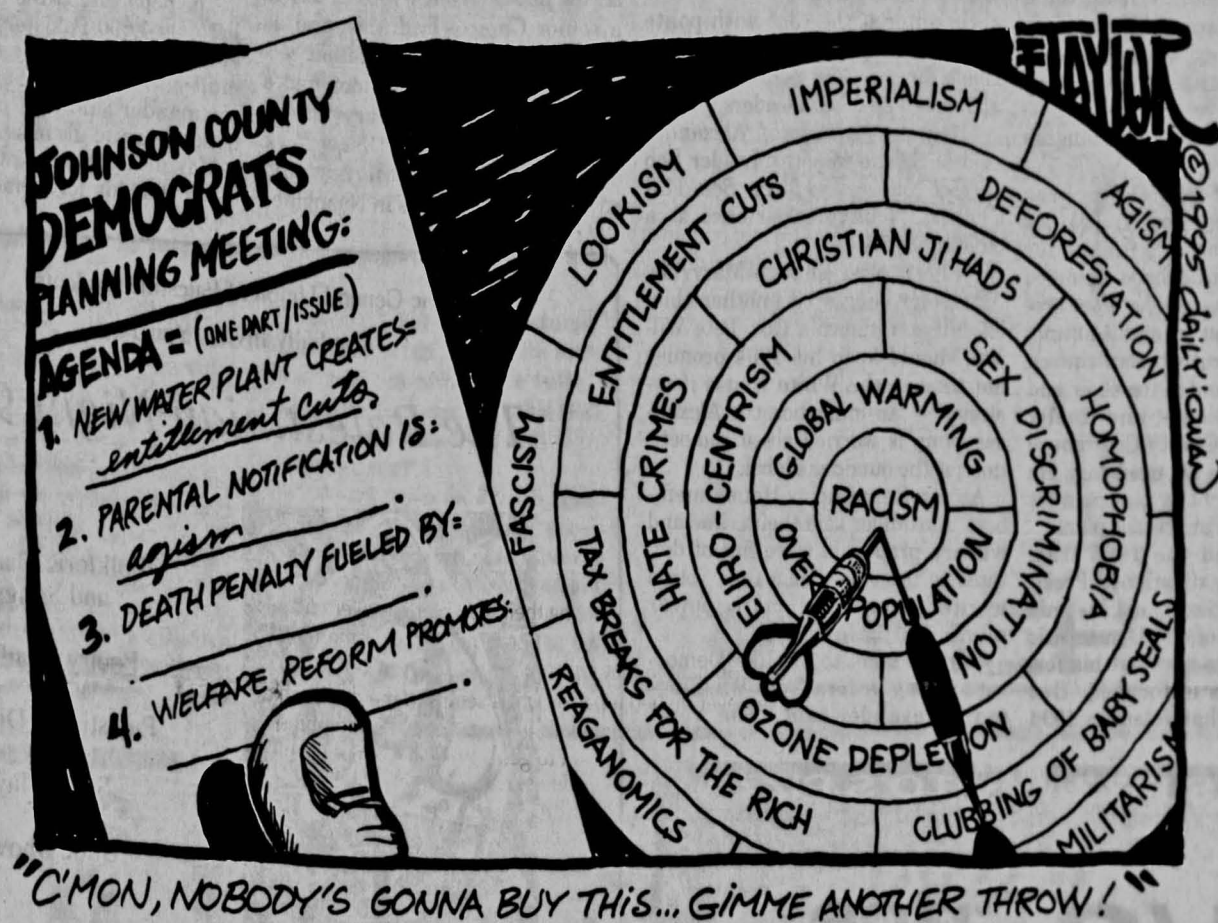 JOHNSON COUNTY
DEMOCRATS
PLANNING MEETING:
AGENDA = (ONE DART/ISSUE)
1. NEW WATER PLANT CREATES=
entitlement cuts.
2. PARENTAL NOTIFICATION IS:
agism.
3. DEATH PENALTY FUELED BY=
.
4. WELFARE REFORM PROMOTES:
.
TAYLOR
© 1995 DAILY IOWAN
IMPERIALISM
AGISM
MILITARISM
REAGANOMICS
FASCISM
LOOKISM
ENTITLEMENT CUTS
DEFORESTATION
HOMOPHOBIA
CLUBBING OF BABY SEALS
TAX BREAKS FOR THE RICH
HATE CRIMES
CHRISTIAN JIHADS
SEX DISCRIMINATION
OZONE DEPLETION
EURO-CENTRISM
GLOBAL WARMING
OVERPOPULATION
RACISM
"C'MON, NOBODY'S GONNA BUY THIS... GIMME ANOTHER THROW!"